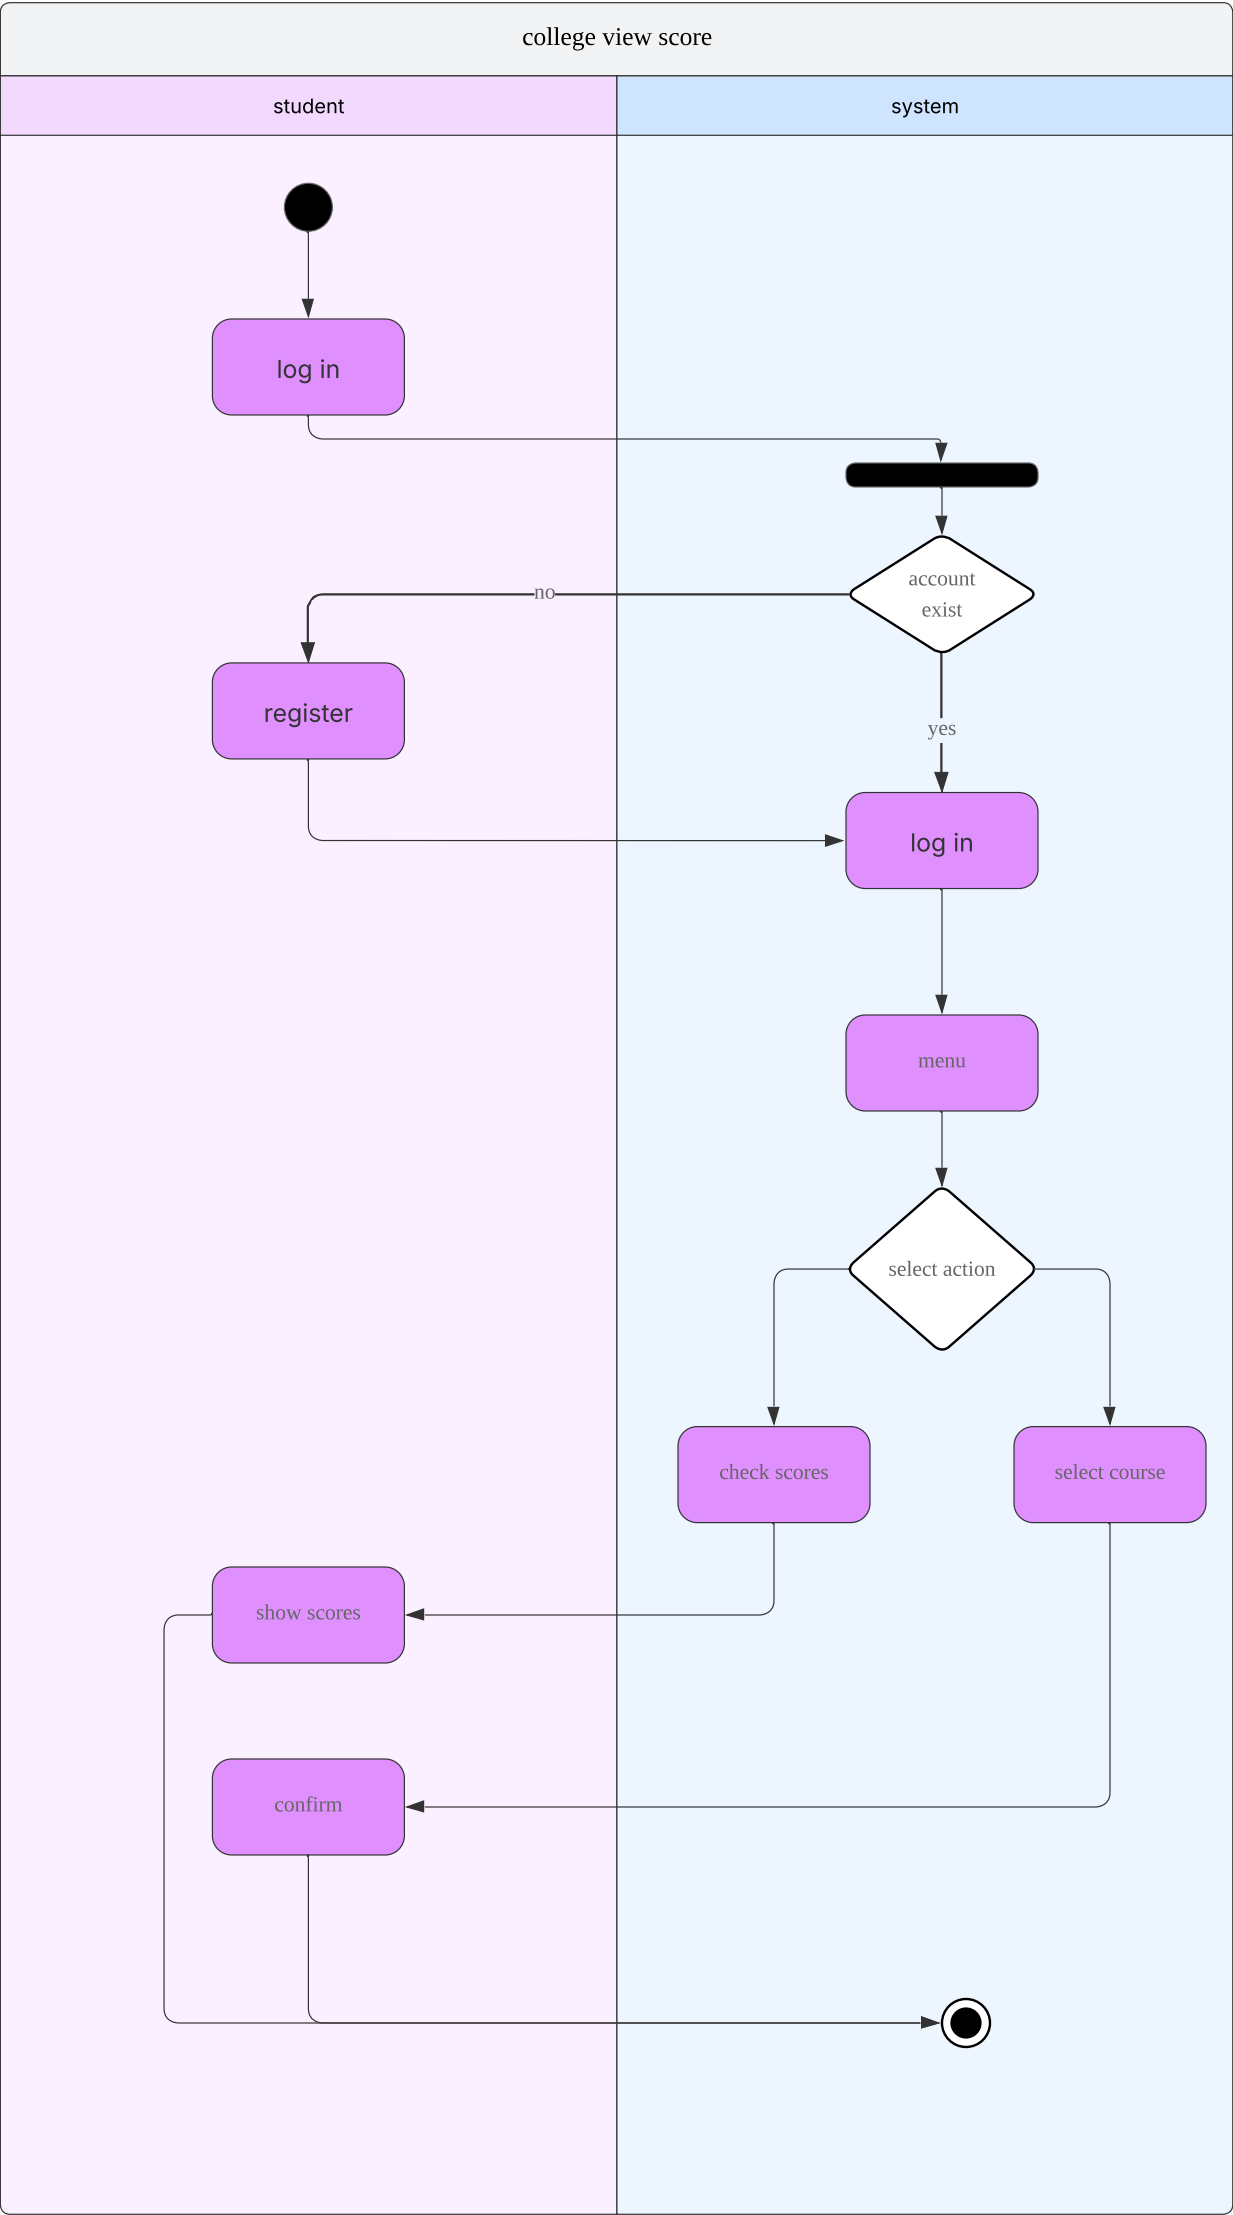 college view score
student
system
log in
account
exist
no
register
yes
log in
menu
select action
check scores
select course
show scores
confirm